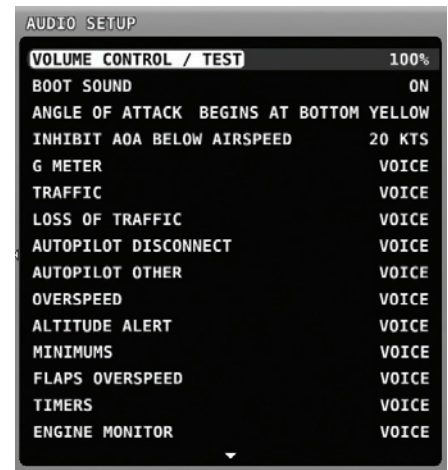 AUDIO SETUP
VOLUME CONTROL / TEST 100%
BOOT SOUND ON
ANGLE OF ATTACK BEGINS AT BOTTOM YELLOW
INHIBIT AOA BELOW AIRSPEED 20 KTS
G METER VOICE
TRAFFIC VOICE
LOSS OF TRAFFIC VOICE
AUTOPILOT DISCONNECT VOICE
AUTOPILOT OTHER VOICE
OVERSPEED VOICE
ALTITUDE ALERT VOICE
MINIMUMS VOICE
FLAPS OVERSPEED VOICE
TIMERS VOICE
ENGINE MONITOR VOICE